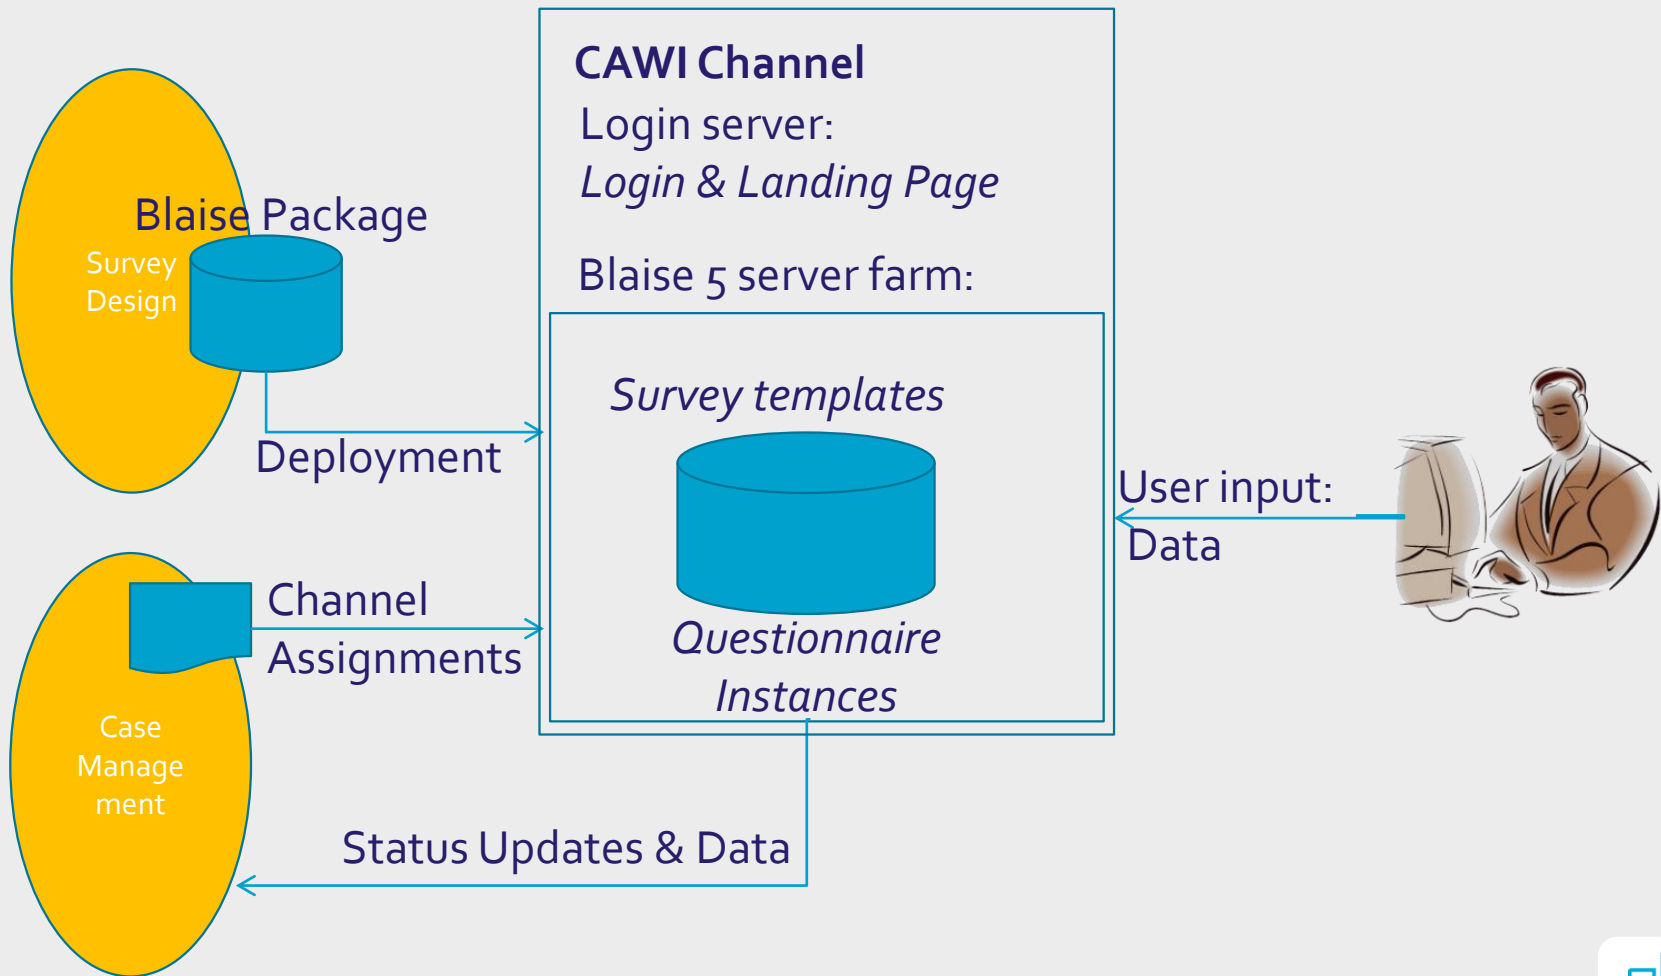 CAWI Channel
Login server:
Login & Landing Page
Blaise Package
Survey
Design
Blaise 5 server farm:
Survey templates
Deployment
User input:
Data
Channel
Assignments
Questionnaire
Instances
Case
Manage
ment
Status Updates & Data